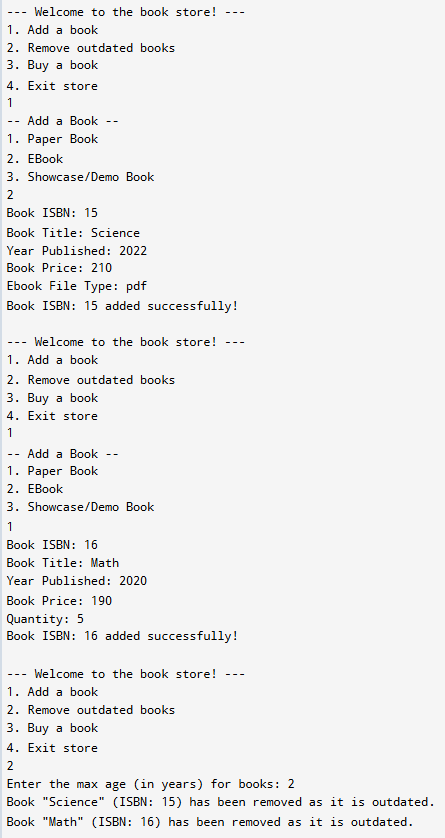 --- Welcome to the book store! ---
1. Add a book
2. Remove outdated books
3. Buy a book
4. Exit store
1
-- Add a Book --
1. Paper Book
2. EBook
3. Showcase/Demo Book
2
Book ISBN: 15
Book Title: Science
Year Published: 2022
Book Price: 210
Ebook File Type: pdf
Book ISBN: 15 added successfully!

--- Welcome to the book store! ---
1. Add a book
2. Remove outdated books
3. Buy a book
4. Exit store
1
-- Add a Book --
1. Paper Book
2. EBook
3. Showcase/Demo Book
1
Book ISBN: 16
Book Title: Math
Year Published: 2020
Book Price: 190
Quantity: 5
Book ISBN: 16 added successfully!

--- Welcome to the book store! ---
1. Add a book
2. Remove outdated books
3. Buy a book
4. Exit store
2
Enter the max age (in years) for books: 2
Book "Science" (ISBN: 15) has been removed as it is outdated.
Book "Math" (ISBN: 16) has been removed as it is outdated.